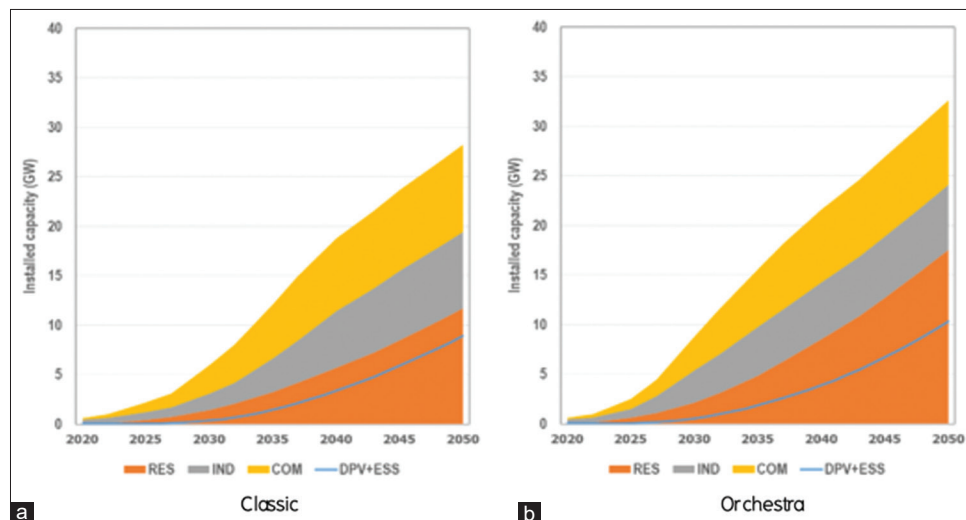 40
35
30
25
20
15
10
5
0
Installed capacity (GW)
2020 2025 2030 2035 2040 2045 2050
RES IND COM DPV+ESS
a
Classic
40
35
30
25
20
15
10
5
0
Installed capacity (GW)
2020 2025 2030 2035 2040 2045 2050
RES IND COM DPV+ESS
b
Orchestra